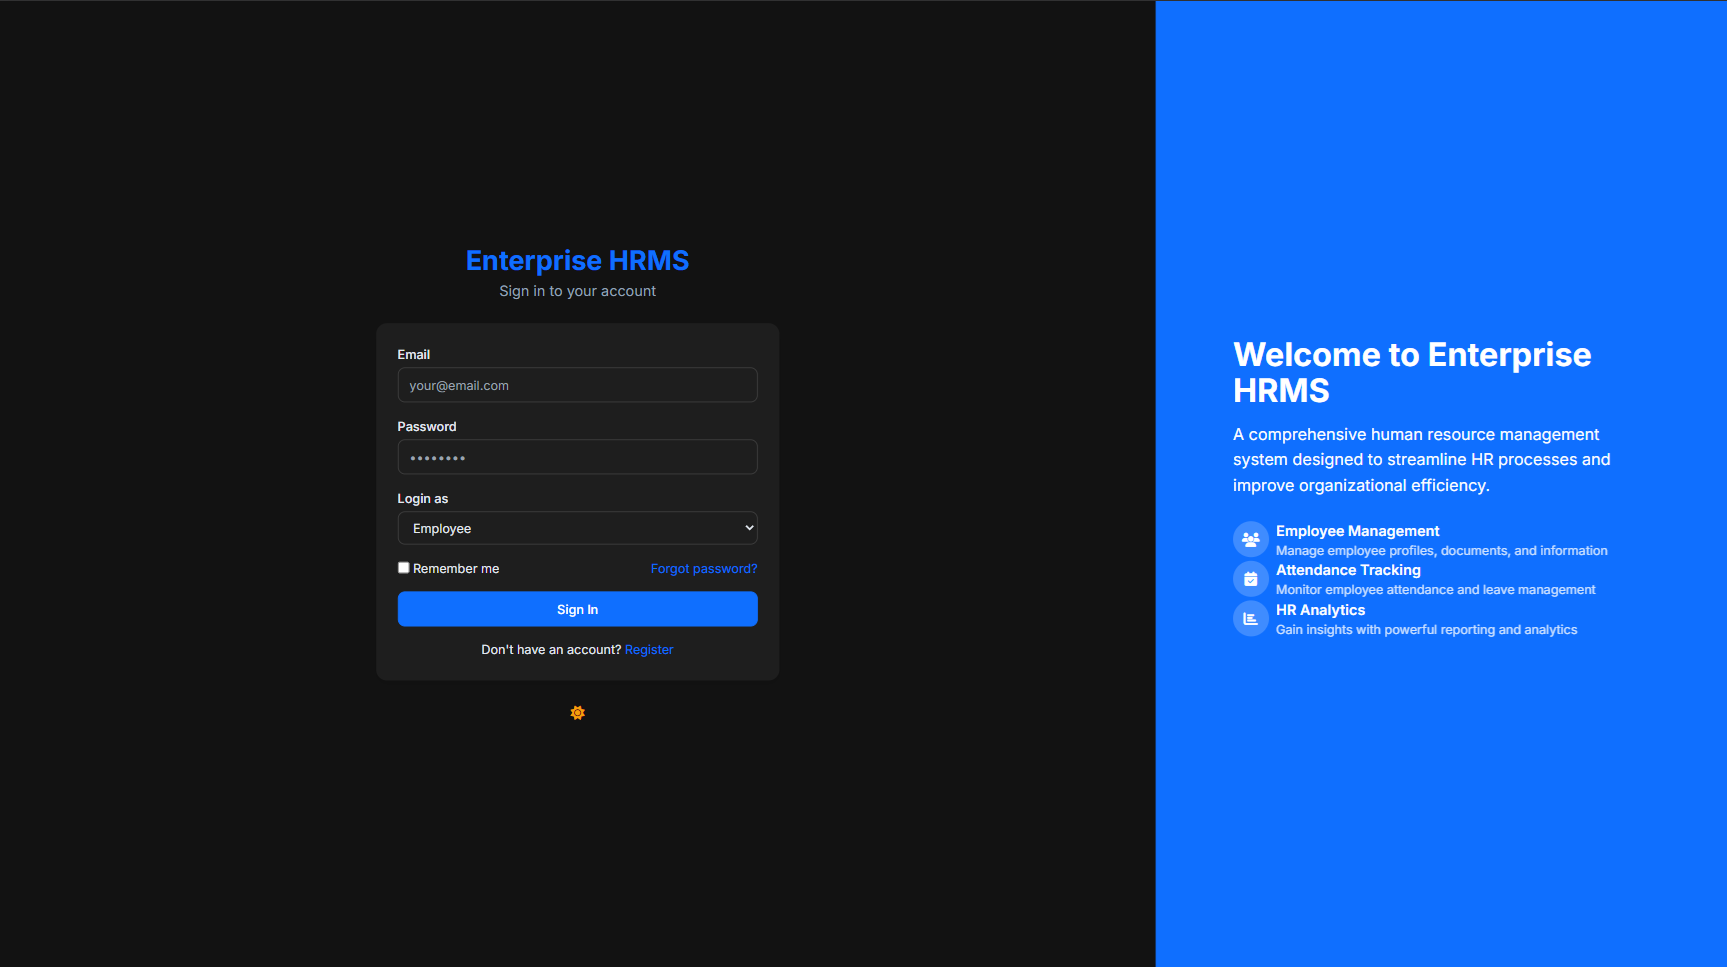 Enterprise HRMS
Sign in to your account
Email
your@email.com
Password
••••••••
Login as
Employee
Remember me
Forgot password?
Sign In
Don't have an account? Register
Welcome to Enterprise
HRMS
A comprehensive human resource management
system designed to streamline HR processes and
improve organizational efficiency.
Employee Management
Manage employee profiles, documents, and information
Attendance Tracking
Monitor employee attendance and leave management
HR Analytics
Gain insights with powerful reporting and analytics